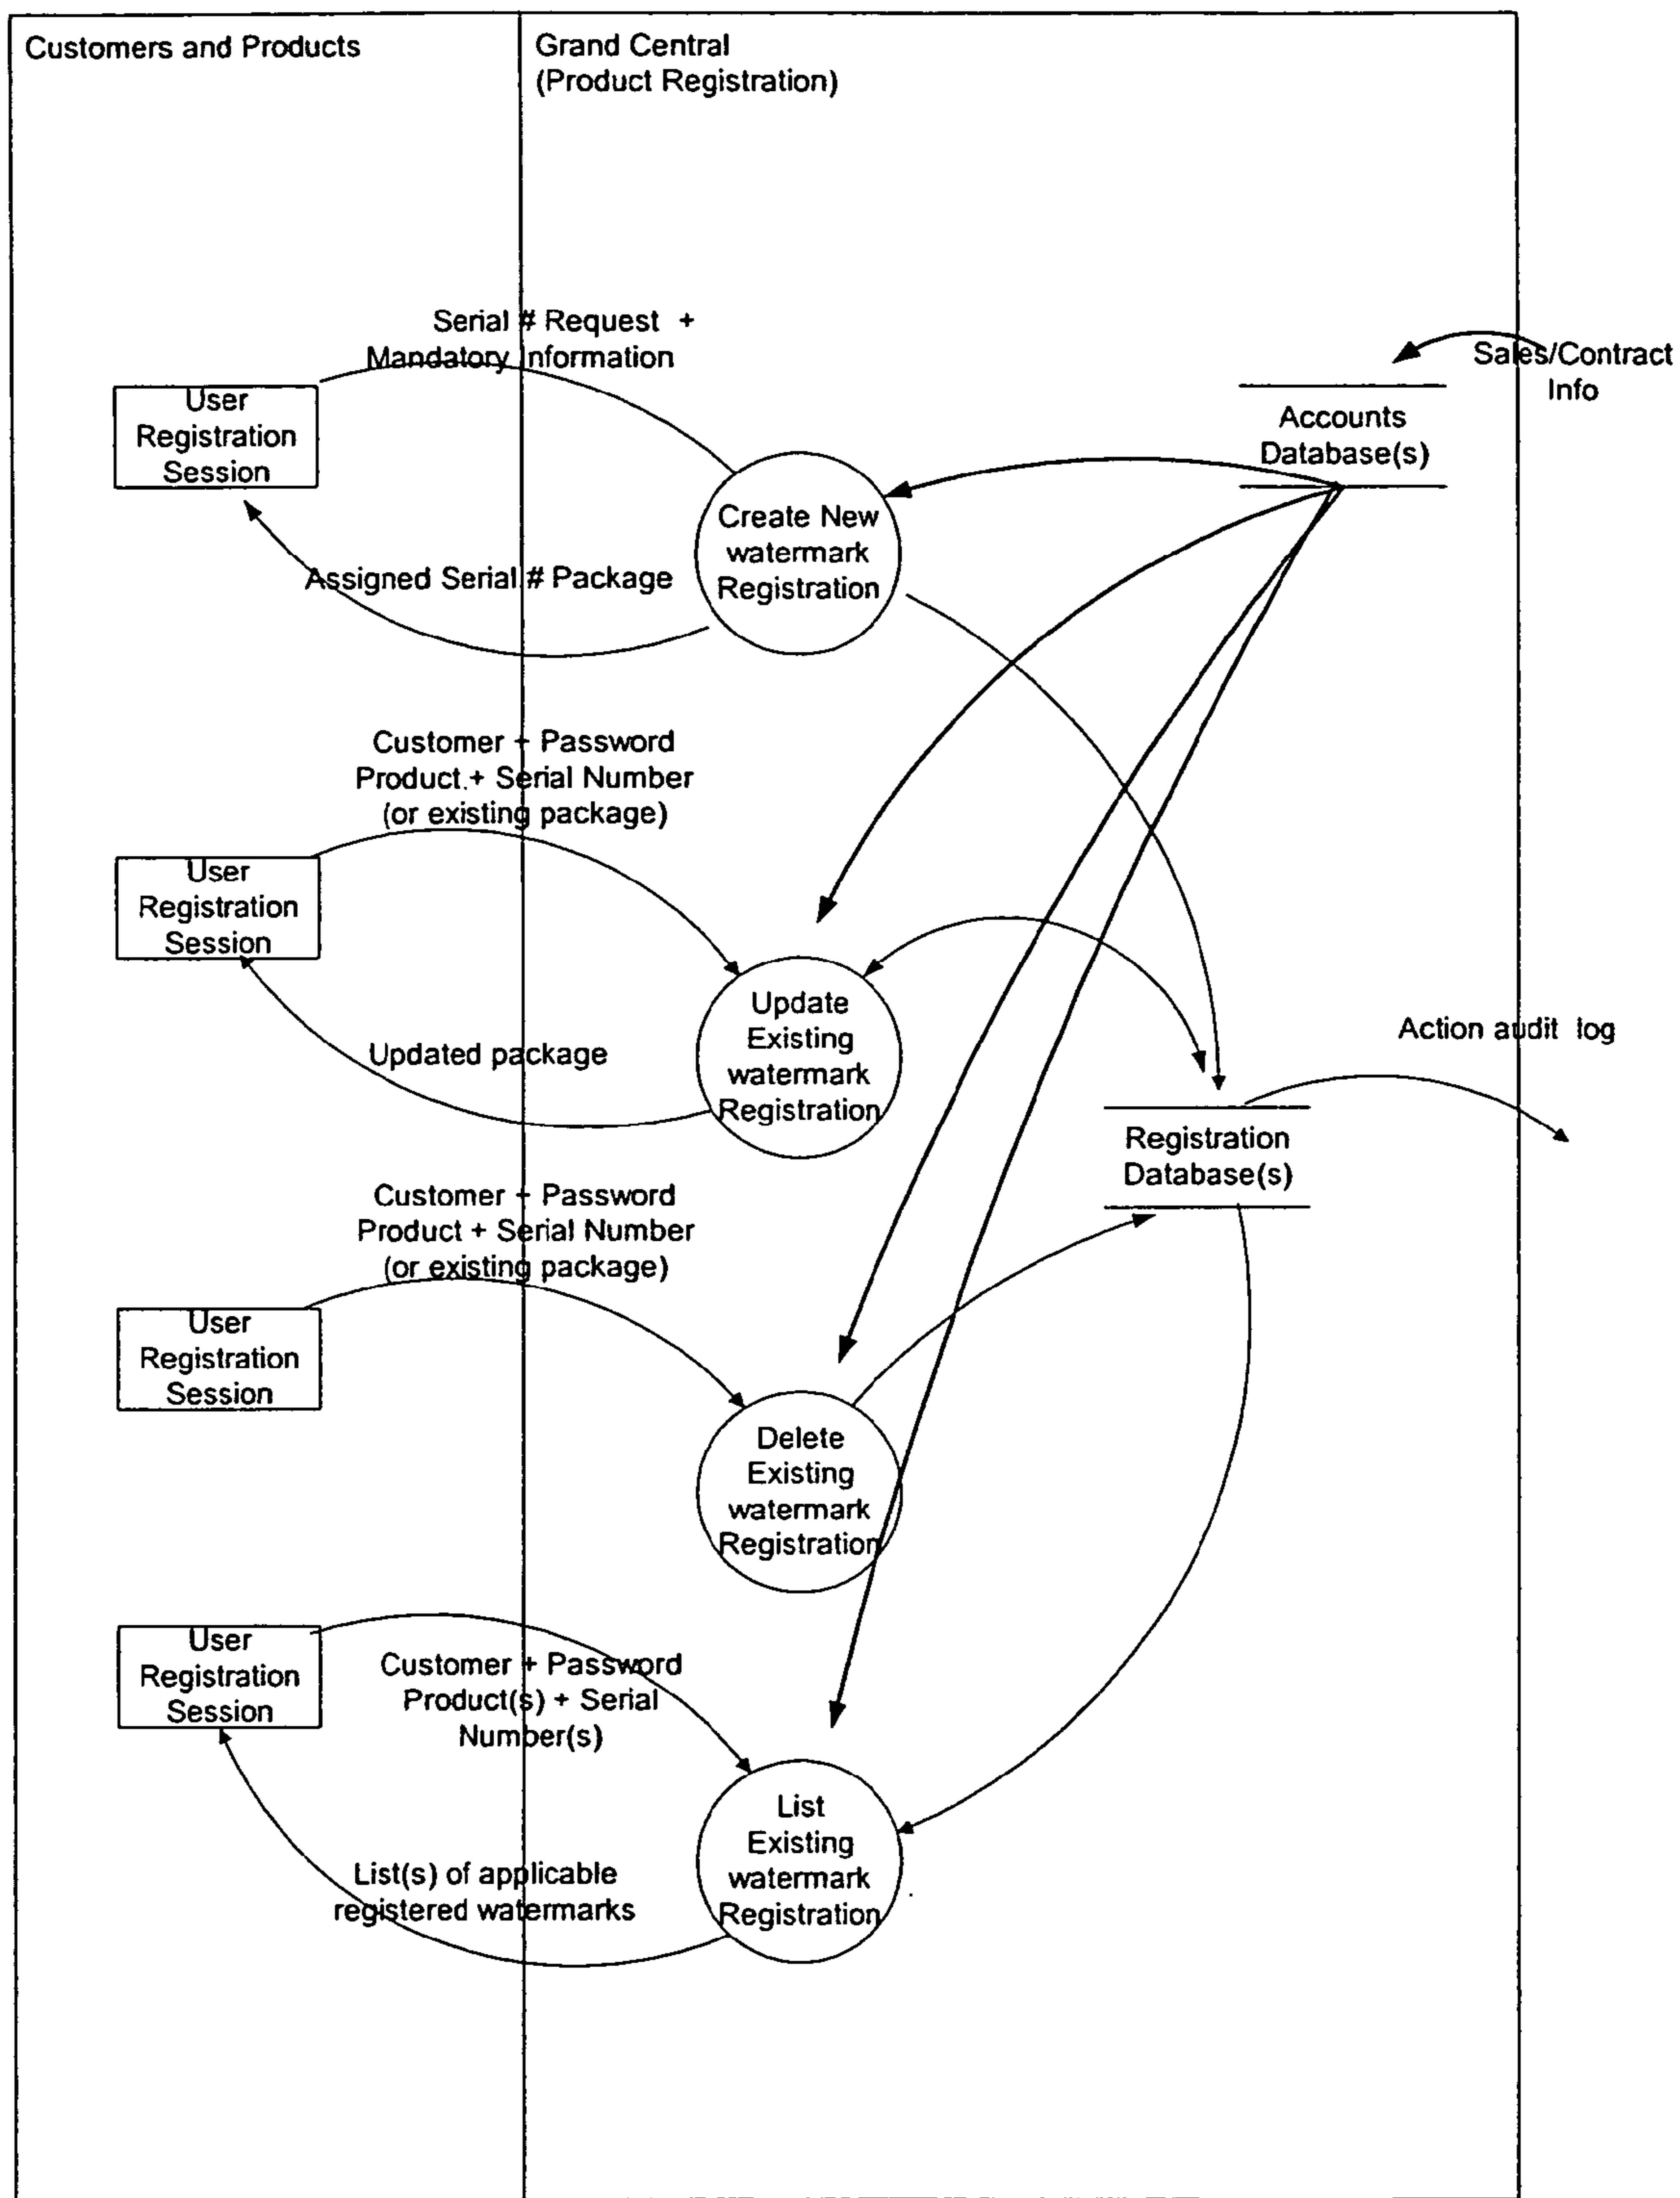 Customers and Products
Grand Central
(Product Registration)
Serial # Request +
Mandatory Information
Sales/Contract
Info
User
Registration
Session
Accounts
Database(s)
Create New
watermark
Registration
Assigned Serial # Package
Customer + Password
Product.+ Serial Number
(or existing package)
User
Registration
Session
Update
Existing
watermark
Registration
Updated package
Action audit log
Registration
Database(s)
Customer + Password
Product + Serial Number
(or existing package)
User
Registration
Session
Delete
Existing
watermark
Registration
User
Registration
Session
Customer + Password
Product(s) + Serial
Number(s)
List
Existing
watermark
Registration
List(s) of applicable
registered watermarks